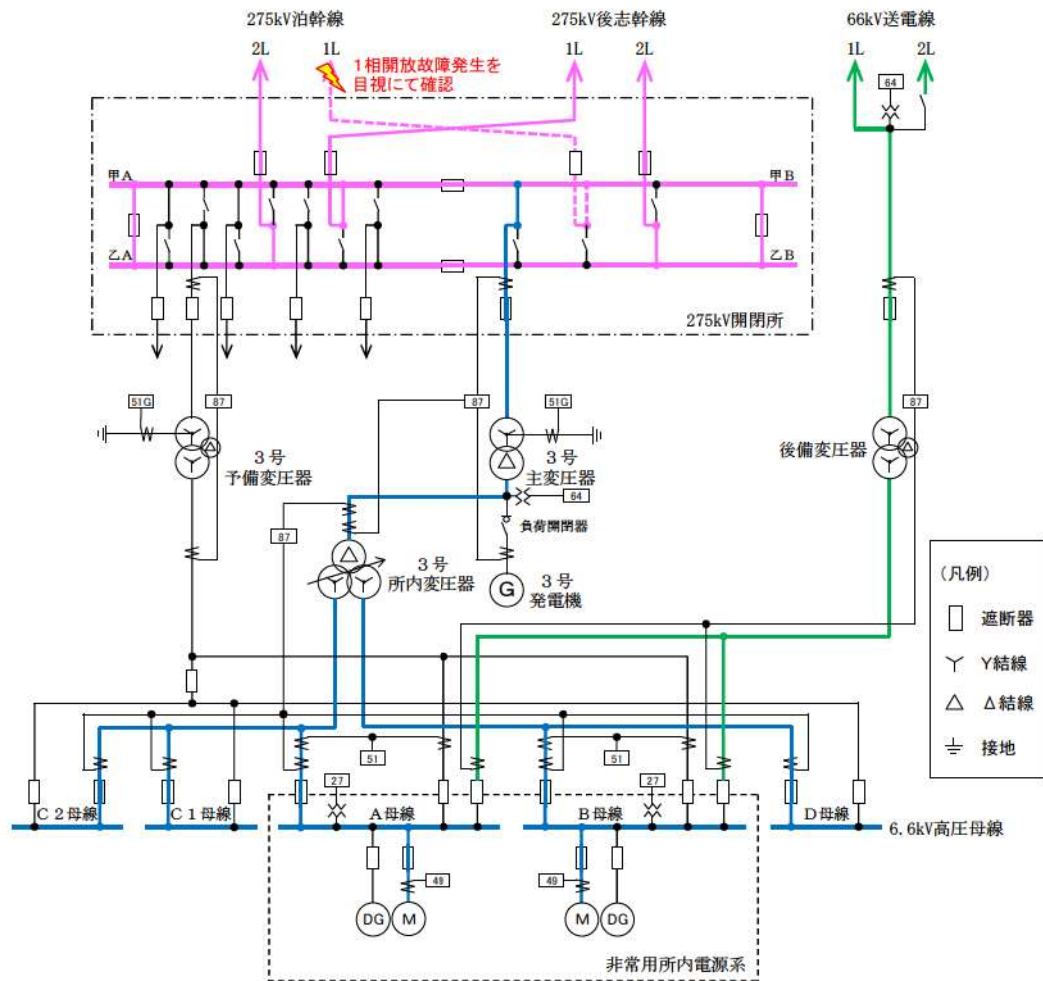 275kV泊幹線
275kV後志幹線
66kV送電線
2L
1L
1L
2L
1L
2L
1相開放故障発生を
目視にて確認
64
甲A
甲B
乙A
乙B
275kV開閉所
51G
87
87
51G
87
3号
予備変圧器
3号
主変圧器
後備変圧器
64
87
負荷開閉器
3号
所内変圧器
G
3号
発電機
(凡例)
遮断器
Y結線
Δ結線
接地
51
51
27
27
C2母線
C1母線
A母線
B母線
D母線
6.6kV高圧母線
49
49
DG
M
M
DG
非常用所内電源系